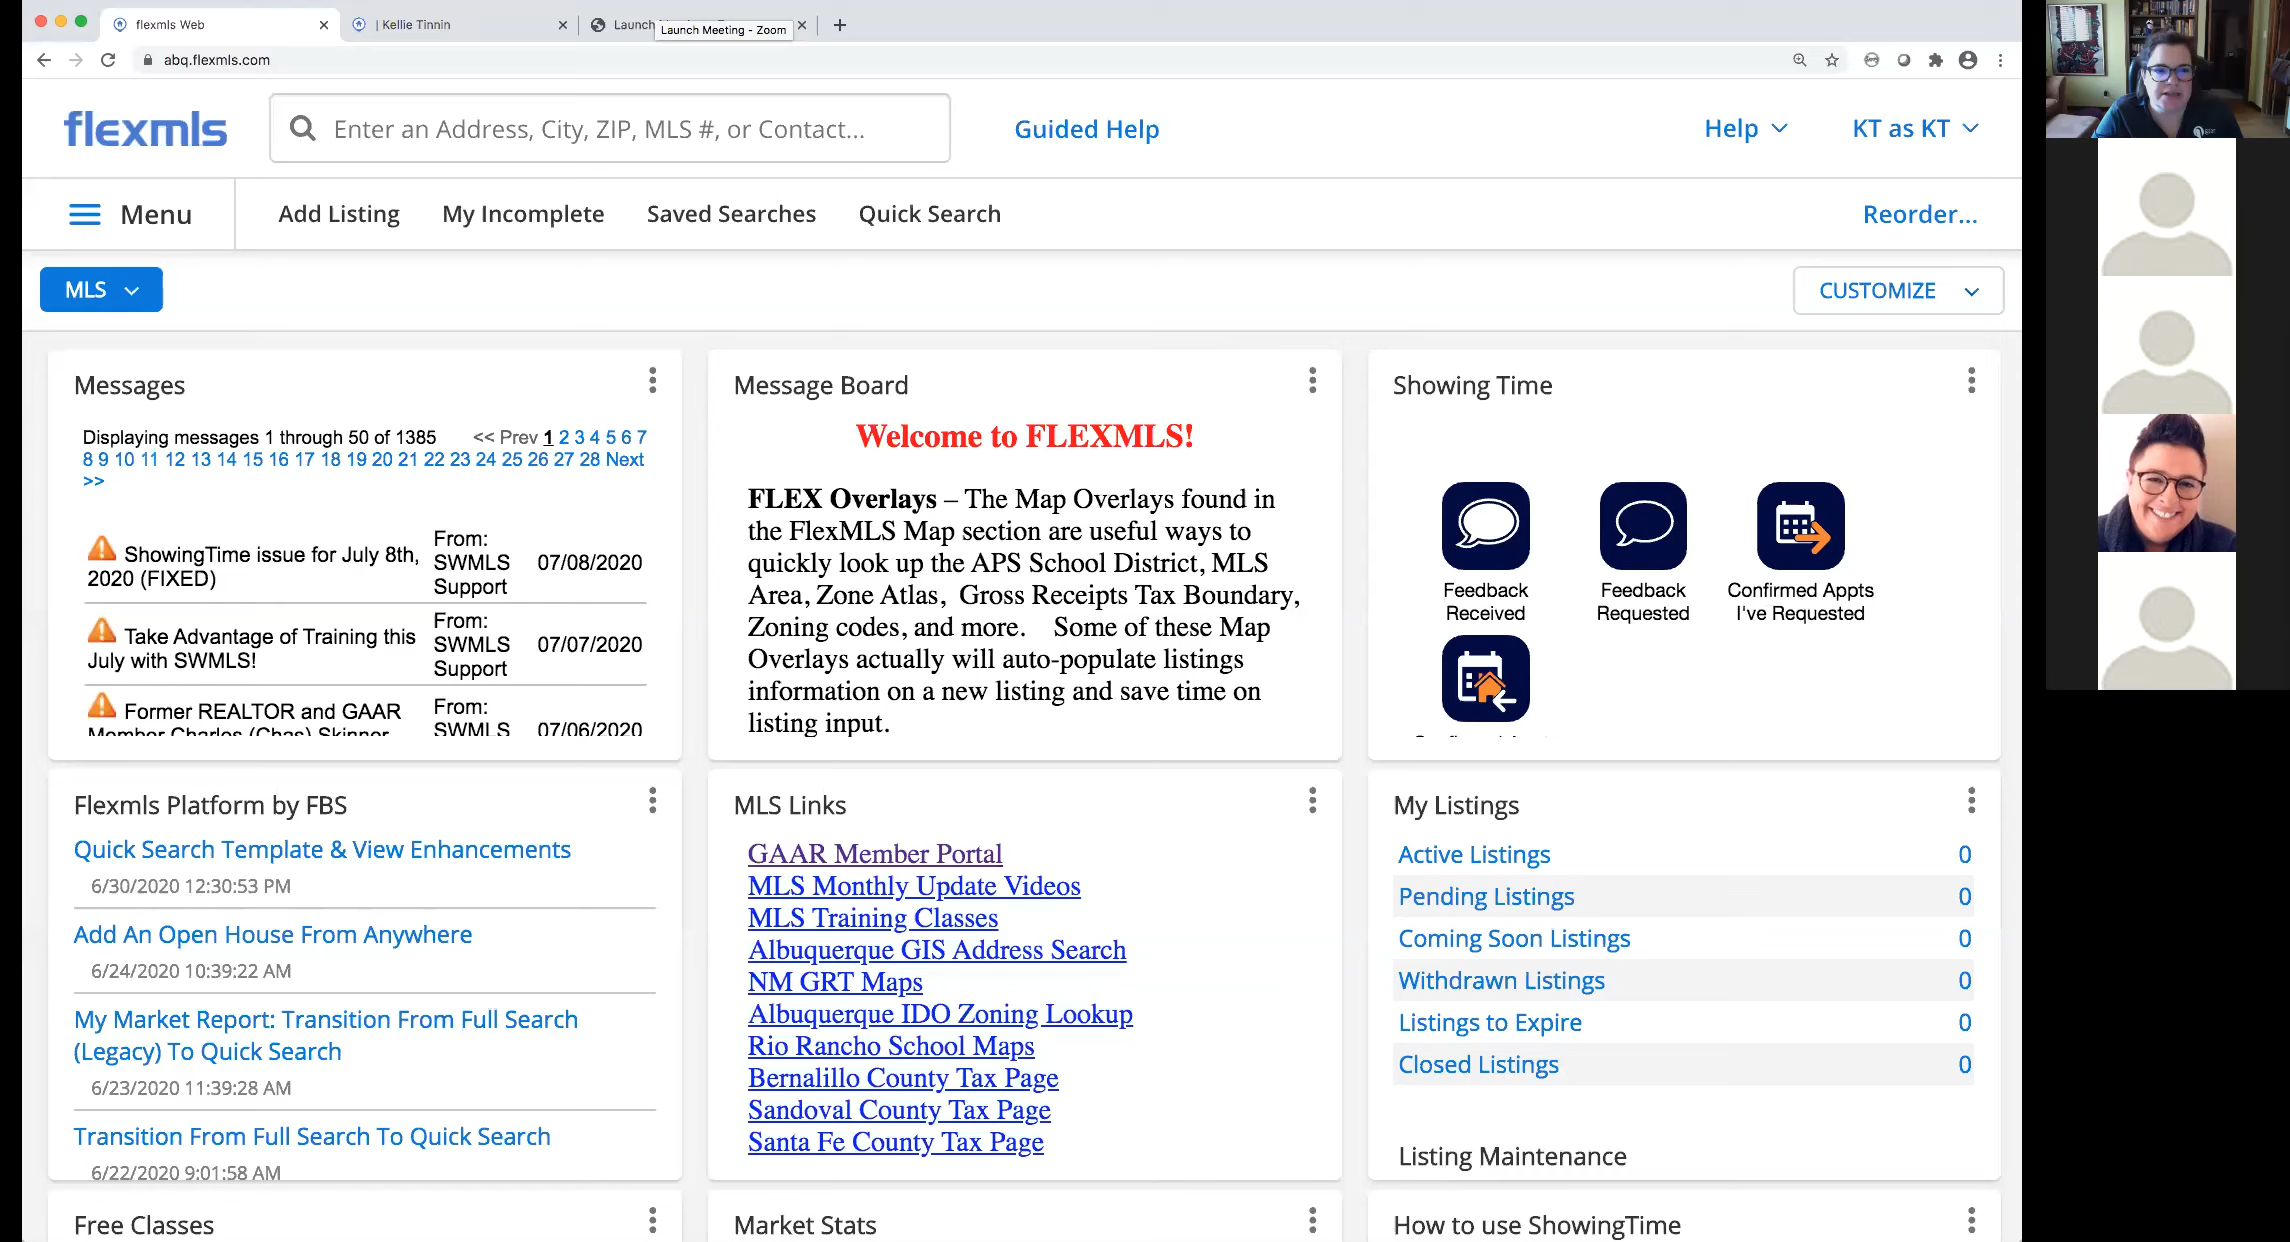 flexmls Web
| Kellie Tinnin
Launch
Launch Meeting - Zoom
abq.flexmls.com
flexmls
Enter an Address, City, ZIP, MLS #, or Contact...
Guided Help
Help
KT as KT
Menu
Add Listing
My Incomplete
Saved Searches
Quick Search
Reorder...
MLS
CUSTOMIZE
Messages
Displaying messages 1 through 50 of 1385 << Prev 1 2 3 4 5 6 7
8 9 10 11 12 13 14 15 16 17 18 19 20 21 22 23 24 25 26 27 28 Next
>>
ShowingTime issue for July 8th,
2020 (FIXED)
From:
SWMLS
Support
07/08/2020
Take Advantage of Training this
July with SWMLS!
From:
SWMLS
Support
07/07/2020
Former REALTOR and GAAR
Member Charles (Chas) Skinner
From:
SWMLS
07/06/2020
Message Board
Welcome to FLEXMLS!
FLEX Overlays – The Map Overlays found in
the FlexMLS Map section are useful ways to
quickly look up the APS School District, MLS
Area, Zone Atlas, Gross Receipts Tax Boundary,
Zoning codes, and more. Some of these Map
Overlays actually will auto-populate listings
information on a new listing and save time on
listing input.
Showing Time
Feedback
Received
Feedback
Requested
Confirmed Appts
I've Requested
Flexmls Platform by FBS
Quick Search Template & View Enhancements
6/30/2020 12:30:53 PM
Add An Open House From Anywhere
6/24/2020 10:39:22 AM
My Market Report: Transition From Full Search
(Legacy) To Quick Search
6/23/2020 11:39:28 AM
Transition From Full Search To Quick Search
6/22/2020 9:01:58 AM
MLS Links
GAAR Member Portal
MLS Monthly Update Videos
MLS Training Classes
Albuquerque GIS Address Search
NM GRT Maps
Albuquerque IDO Zoning Lookup
Rio Rancho School Maps
Bernalillo County Tax Page
Sandoval County Tax Page
Santa Fe County Tax Page
My Listings
Active Listings 0
Pending Listings 0
Coming Soon Listings 0
Withdrawn Listings 0
Listings to Expire 0
Closed Listings 0
Listing Maintenance
Free Classes
Market Stats
How to use ShowingTime